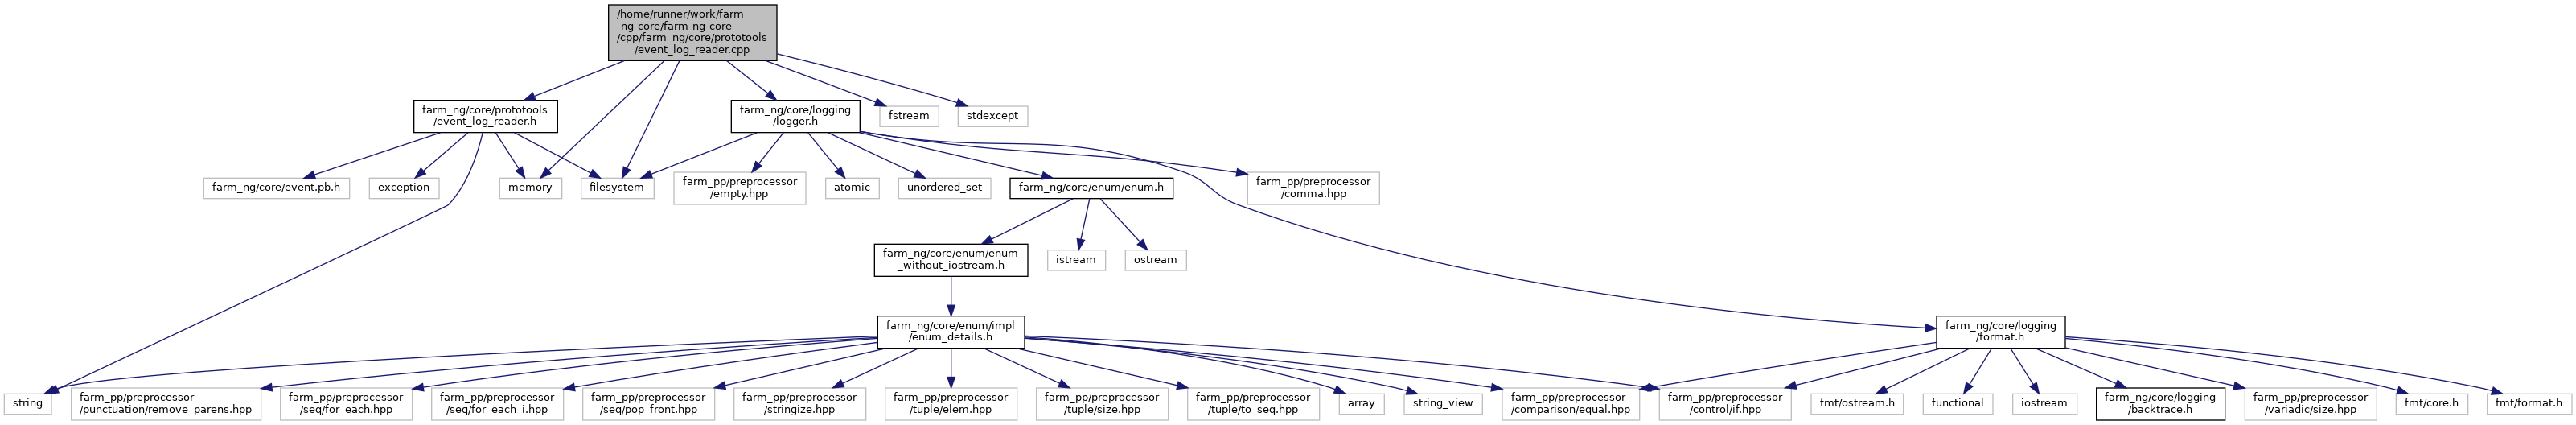 /home/runner/work/farm
-ng-core/farm-ng-core
/cpp/farm_ng/core/prototools
/event_log_reader.cpp
farm_ng/core/prototools
/event_log_reader.h
farm_ng/core/logging
/logger.h
fstream
stdexcept
farm_ng/core/event.pb.h
exception
memory
filesystem
farm_pp/preprocessor
/empty.hpp
atomic
unordered_set
farm_ng/core/enum/enum.h
farm_pp/preprocessor
/comma.hpp
farm_ng/core/enum/enum
_without_iostream.h
istream
ostream
farm_ng/core/enum/impl
/enum_details.h
farm_ng/core/logging
/format.h
string
farm_pp/preprocessor
/punctuation/remove_parens.hpp
farm_pp/preprocessor
/seq/for_each.hpp
farm_pp/preprocessor
/seq/for_each_i.hpp
farm_pp/preprocessor
/seq/pop_front.hpp
farm_pp/preprocessor
/stringize.hpp
farm_pp/preprocessor
/tuple/elem.hpp
farm_pp/preprocessor
/tuple/size.hpp
farm_pp/preprocessor
/tuple/to_seq.hpp
array
string_view
farm_pp/preprocessor
/comparison/equal.hpp
farm_pp/preprocessor
/control/if.hpp
fmt/ostream.h
functional
iostream
farm_ng/core/logging
/backtrace.h
farm_pp/preprocessor
/variadic/size.hpp
fmt/core.h
fmt/format.h